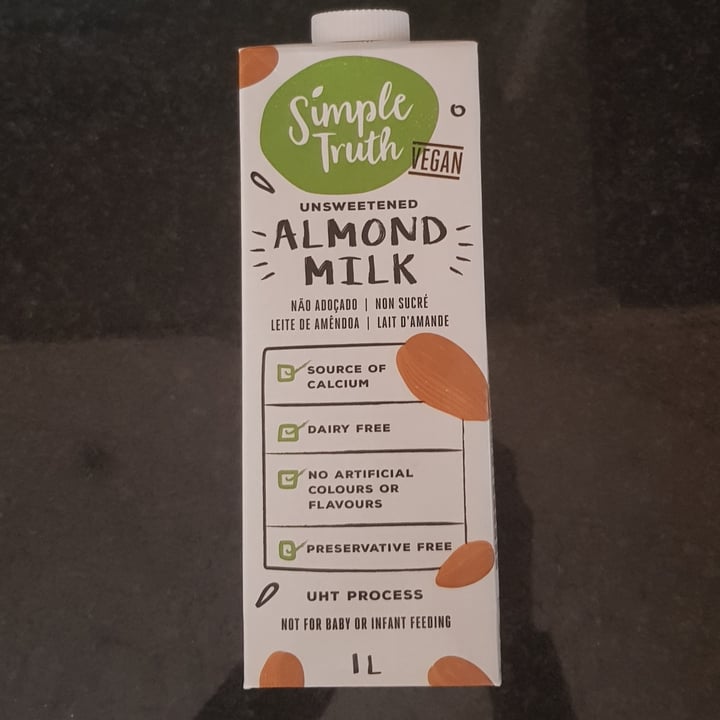 Simple
Truth
VEGAN
UNSWEETENED
ALMOND
MILK
NÃO ADOÇADO | NON SUCRÉ
LEITE DE AMÊNDOA | LAIT D'AMANDE
SOURCE OF
CALCIUM
DAIRY FREE
NO ARTIFICIAL
COLOURS OR
FLAVOURS
PRESERVATIVE FREE
UHT PROCESS
NOT FOR BABY OR INFANT FEEDING
1 L